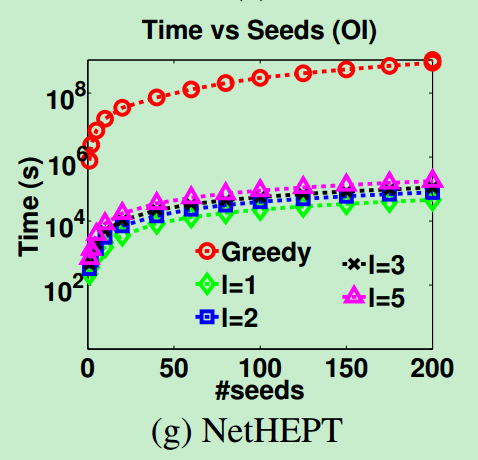 Time vs Seeds (OI)
Time (s)
10^8
10^6
10^4
10^2
Greedy
l=1
l=2
l=3
l=5
0 50 100 150 200
#seeds
(g) NetHEPT